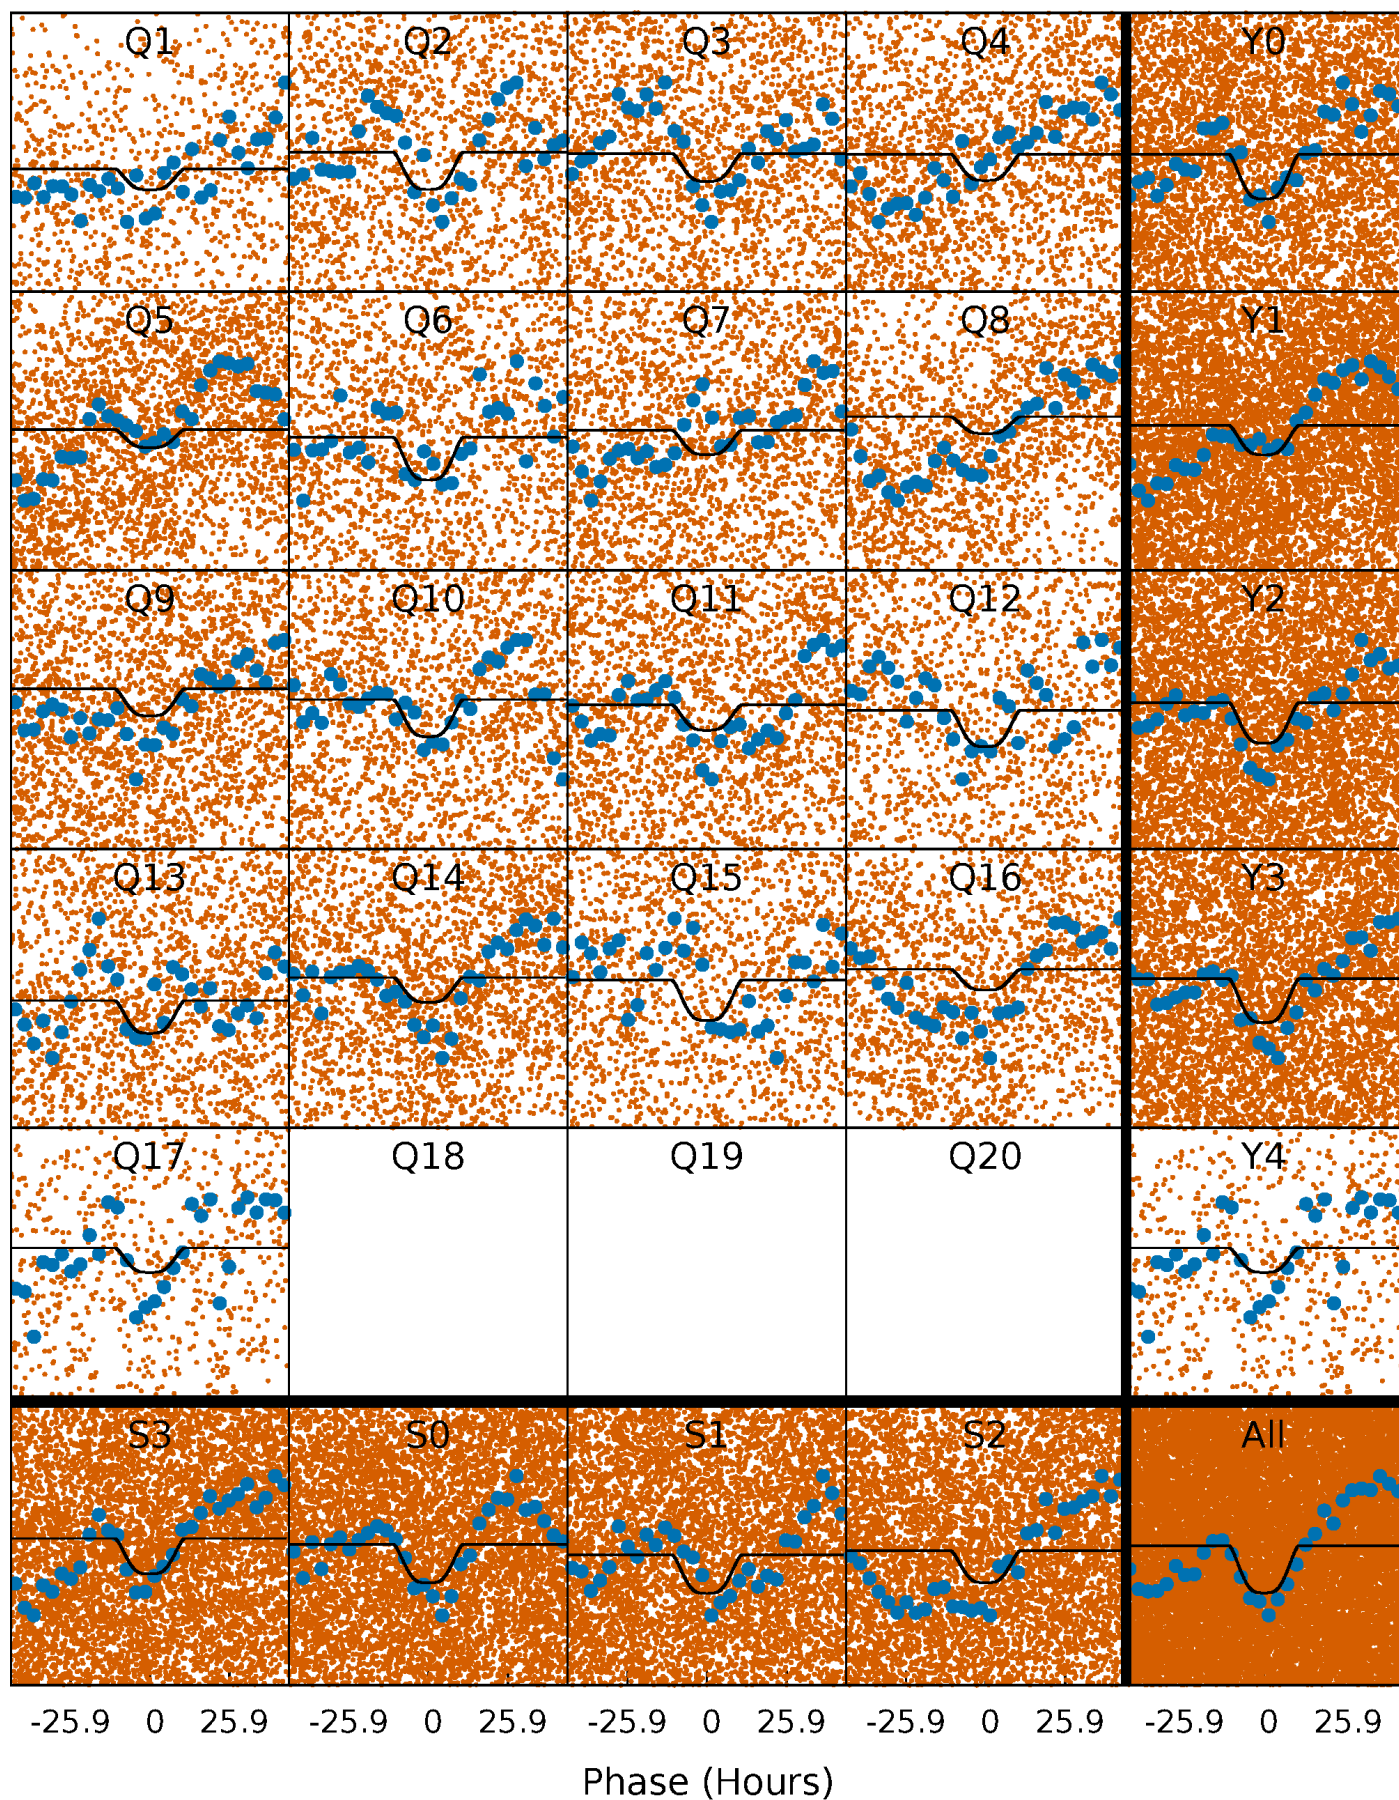 Q1 Q2 Q3 Q4 Y0
Q5 Q6 Q7 Q8 Y1
Q9 Q10 Q11 Q12 Y2
Q13 Q14 Q15 Q16 Y3
Q17 Q18 Q19 Q20 Y4
S3 S0 S1 S2 All
-25.9 0 25.9 -25.9 0 25.9 -25.9 0 25.9 -25.9 0 25.9 -25.9 0 25.9
Phase (Hours)